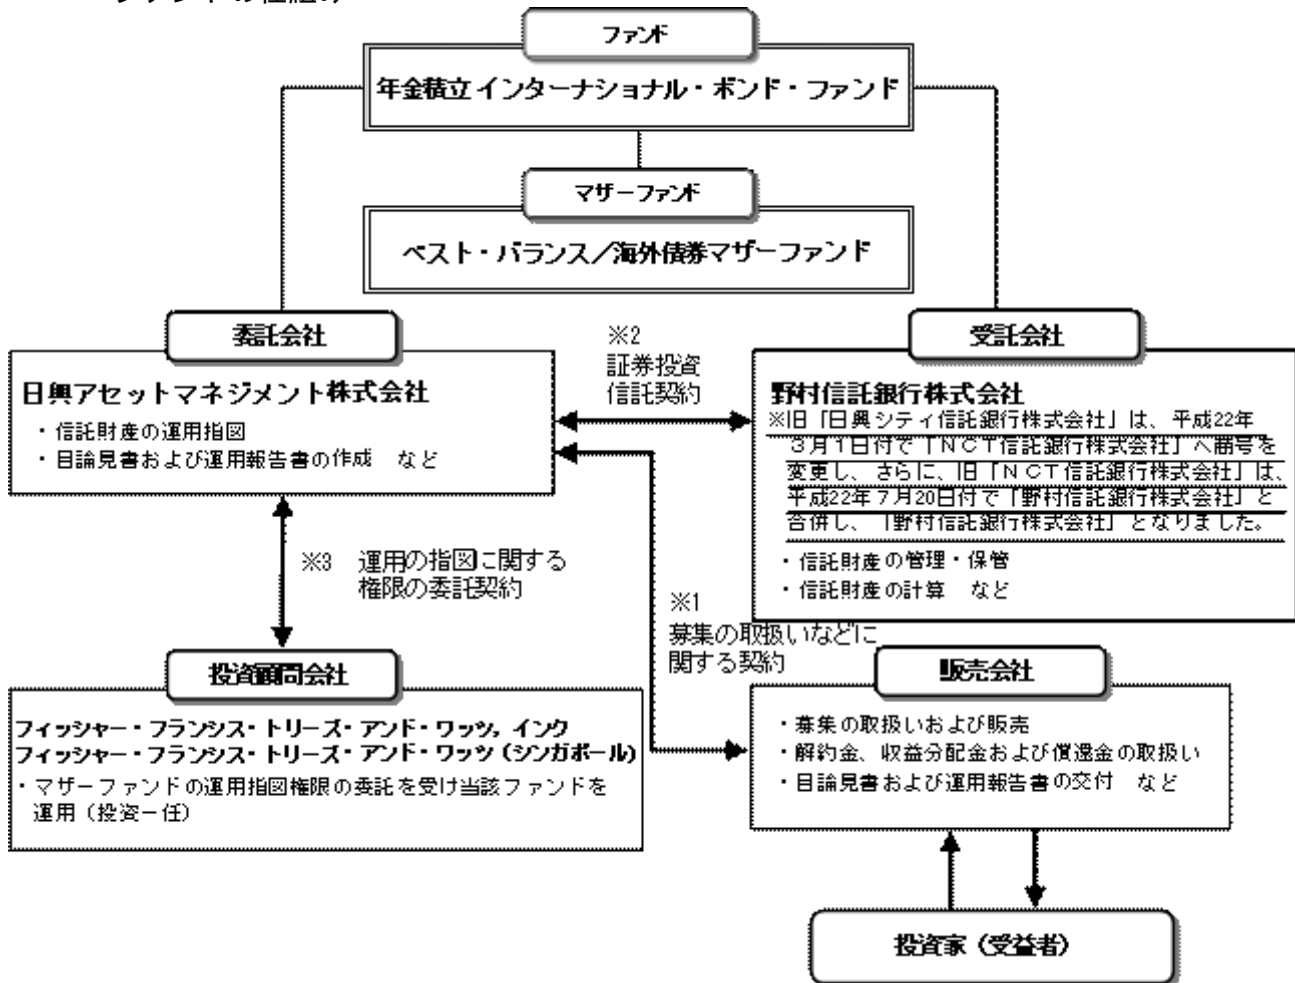 ファンドの仕組み
ファンド
年金積立 インターナショナル・ボンド・ファンド
マザーファンド
ベスト・バランス／海外債券マザーファンド
委託会社
日興アセットマネジメント株式会社
・信託財産の運用指図
・目論見書および運用報告書の作成　など
※2
証券投資
信託契約
受託会社
野村信託銀行株式会社
※旧「日興シティ信託銀行株式会社」は、平成22年
３月１日付で「ＮＣＴ信託銀行株式会社」へ商号を
変更し、さらに、旧「ＮＣＴ信託銀行株式会社」は、
平成22年７月20日付で「野村信託銀行株式会社」と
合併し、「野村信託銀行株式会社」となりました。
・信託財産の管理・保管
・信託財産の計算　など
※3　運用の指図に関する
権限の委託契約
※1
募集の取扱いなどに
関する契約
投資顧問会社
フィッシャー・フランシス・トリーズ・アンド・ワッツ，インク
フィッシャー・フランシス・トリーズ・アンド・ワッツ（シンガポール）
・マザーファンドの運用指図権限の委託を受け当該ファンドを
運用（投資一任）
販売会社
・募集の取扱いおよび販売
・解約金、収益分配金および償還金の取扱い
・目論見書および運用報告書の交付　など
投資家（受益者）